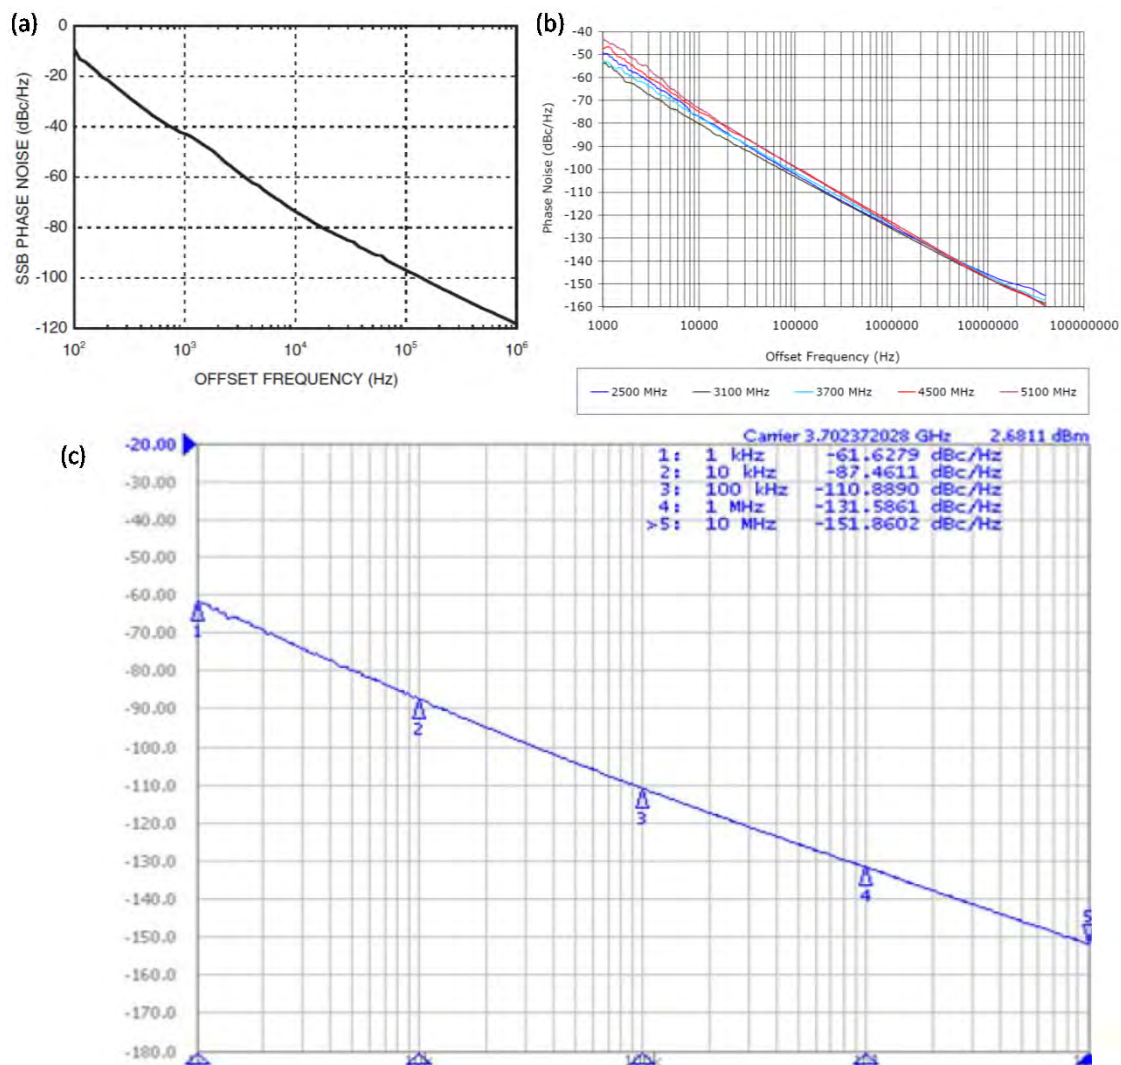 (a)
0
-20
-40
-60
-80
-100
-120
SSB PHASE NOISE (dBc/Hz)
10² 10³ 10⁴ 10⁵ 10⁶
OFFSET FREQUENCY (Hz)
(b)
-40
-50
-60
-70
-80
-90
-100
-110
-120
-130
-140
-150
-160
Phase Noise (dBc/Hz)
1000 10000 100000 1000000 10000000 100000000
Offset Frequency (Hz)
2500 MHz 3100 MHz 3700 MHz 4500 MHz 5100 MHz
(c)
Carrier 3.702372028 GHz 2.6811 dBm
1: 1 kHz -61.6279 dBc/Hz
2: 10 kHz -87.4611 dBc/Hz
3: 100 kHz -110.8890 dBc/Hz
4: 1 MHz -131.5861 dBc/Hz
>5: 10 MHz -151.8602 dBc/Hz
-20.00
-30.00
-40.00
-50.00
-60.00
-70.00
-80.00
-90.00
-100.0
-110.0
-120.0
-130.0
-140.0
-150.0
-160.0
-170.0
-180.0
1
2
3
4
5